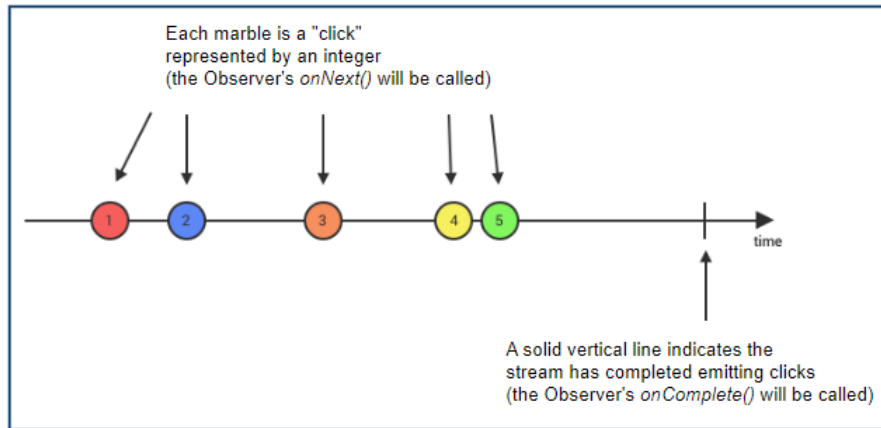 Each marble is a "click"
represented by an integer
(the Observer's onNext() will be called)
1 2 3 4 5
time
A solid vertical line indicates the
stream has completed emitting clicks
(the Observer's onComplete() will be called)